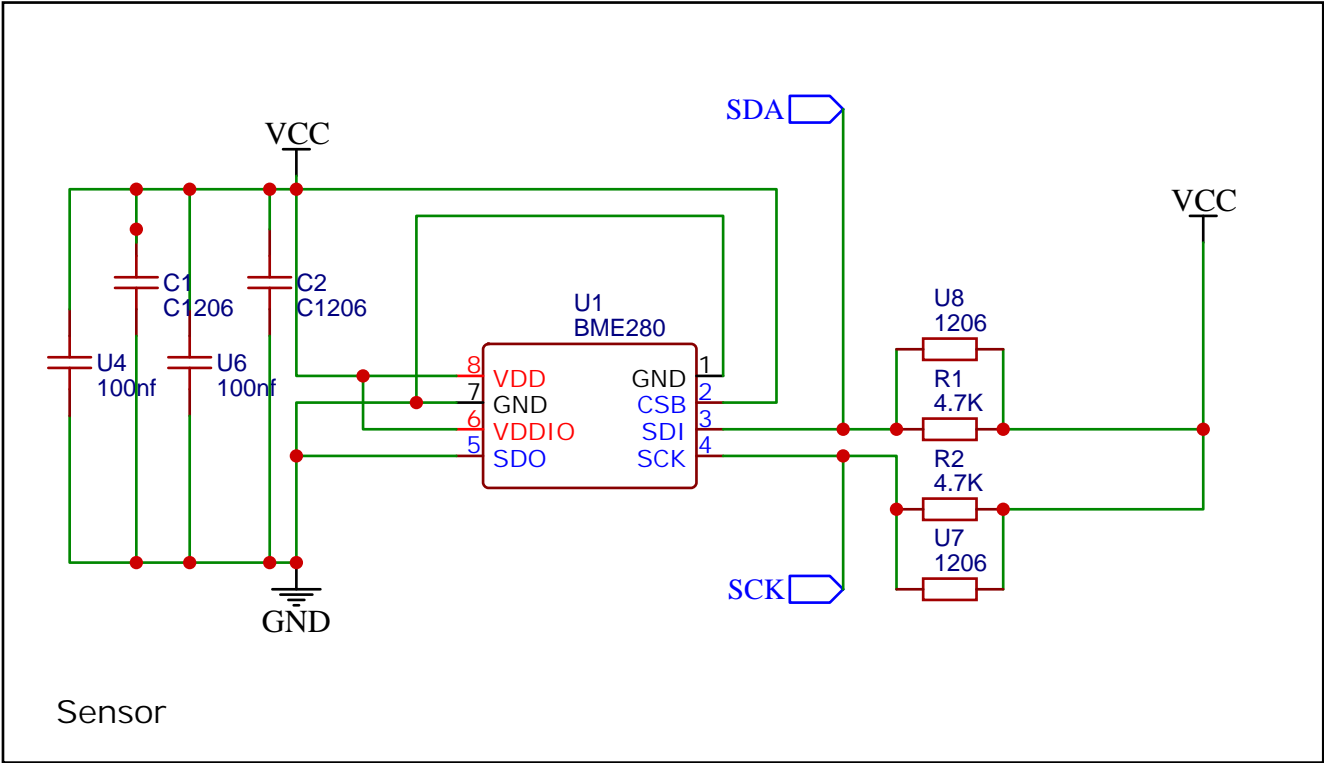 SDA
VCC
VCC
C1
C1206
C2
C1206
U4
100nf
U6
100nf
U1
BME280
8
VDD
7
GND
6
VDDIO
5
SDO
1
GND
2
CSB
3
SDI
4
SCK
U8
1206
R1
4.7K
R2
4.7K
U7
1206
SCK
GND
Sensor